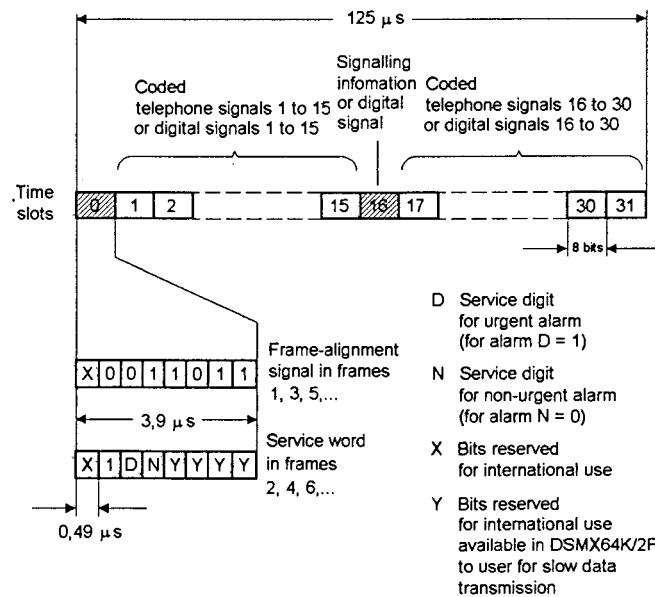 125 µs
Signalling
infomation
or digital
signal
Coded
telephone signals 1 to 15
or digital signals 1 to 15
Coded
telephone signals 16 to 30
or digital signals 16 to 30
Time
slots
0 1 2 15 16 17 30 31
8 bits
D Service digit
for urgent alarm
(for alarm D = 1)
N Service digit
for non-urgent alarm
(for alarm N = 0)
X Bits reserved
for international use
Y Bits reserved
for international use
available in DSMX64K/2F
to user for slow data
transmission
X 0 0 1 1 0 1 1
Frame-alignment
signal in frames
1, 3, 5,...
3,9 µs
X 1 D N Y Y Y Y
Service word
in frames
2, 4, 6,...
0,49 µs